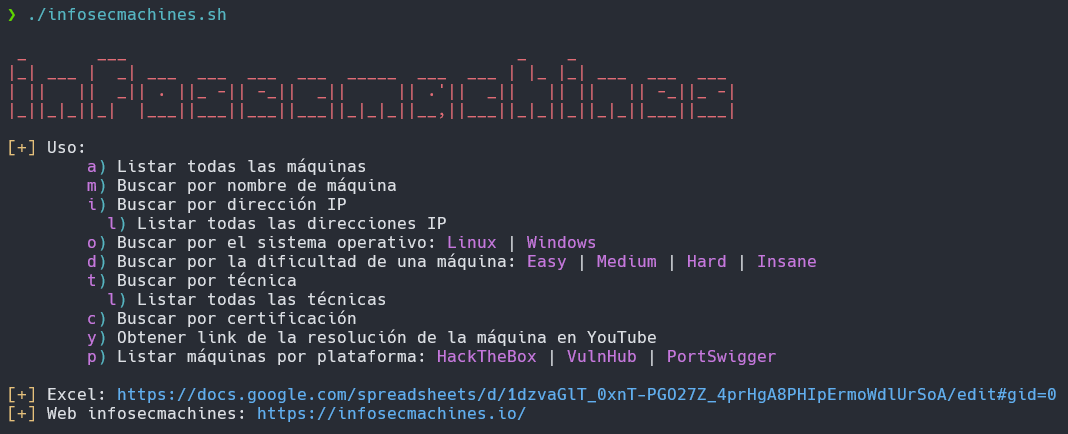 ❯ ./infosecmachines.sh
infosecmachines
[+] Uso:
a) Listar todas las máquinas
m) Buscar por nombre de máquina
i) Buscar por dirección IP
l) Listar todas las direcciones IP
o) Buscar por el sistema operativo: Linux | Windows
d) Buscar por la dificultad de una máquina: Easy | Medium | Hard | Insane
t) Buscar por técnica
l) Listar todas las técnicas
c) Buscar por certificación
y) Obtener link de la resolución de la máquina en YouTube
p) Listar máquinas por plataforma: HackTheBox | VulnHub | PortSwigger
[+] Excel: https://docs.google.com/spreadsheets/d/1dzvaGlT_0xnT-PGO27Z_4prHgA8PHIpErmoWdlUrSoA/edit#gid=0
[+] Web infosecmachines: https://infosecmachines.io/